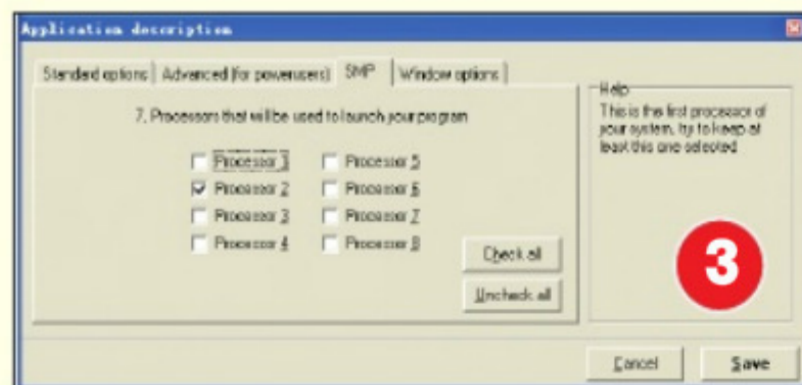 Application description
Standard options
Advanced (for powerusers)
SMP
Window options
7. Processors that will be used to launch your program
Processor 1
Processor 2
Processor 3
Processor 4
Processor 5
Processor 6
Processor 7
Processor 8
Check all
Uncheck all
Help
This is the first processor of
your system, try to keep at
least this one selected
3
Cancel
Save